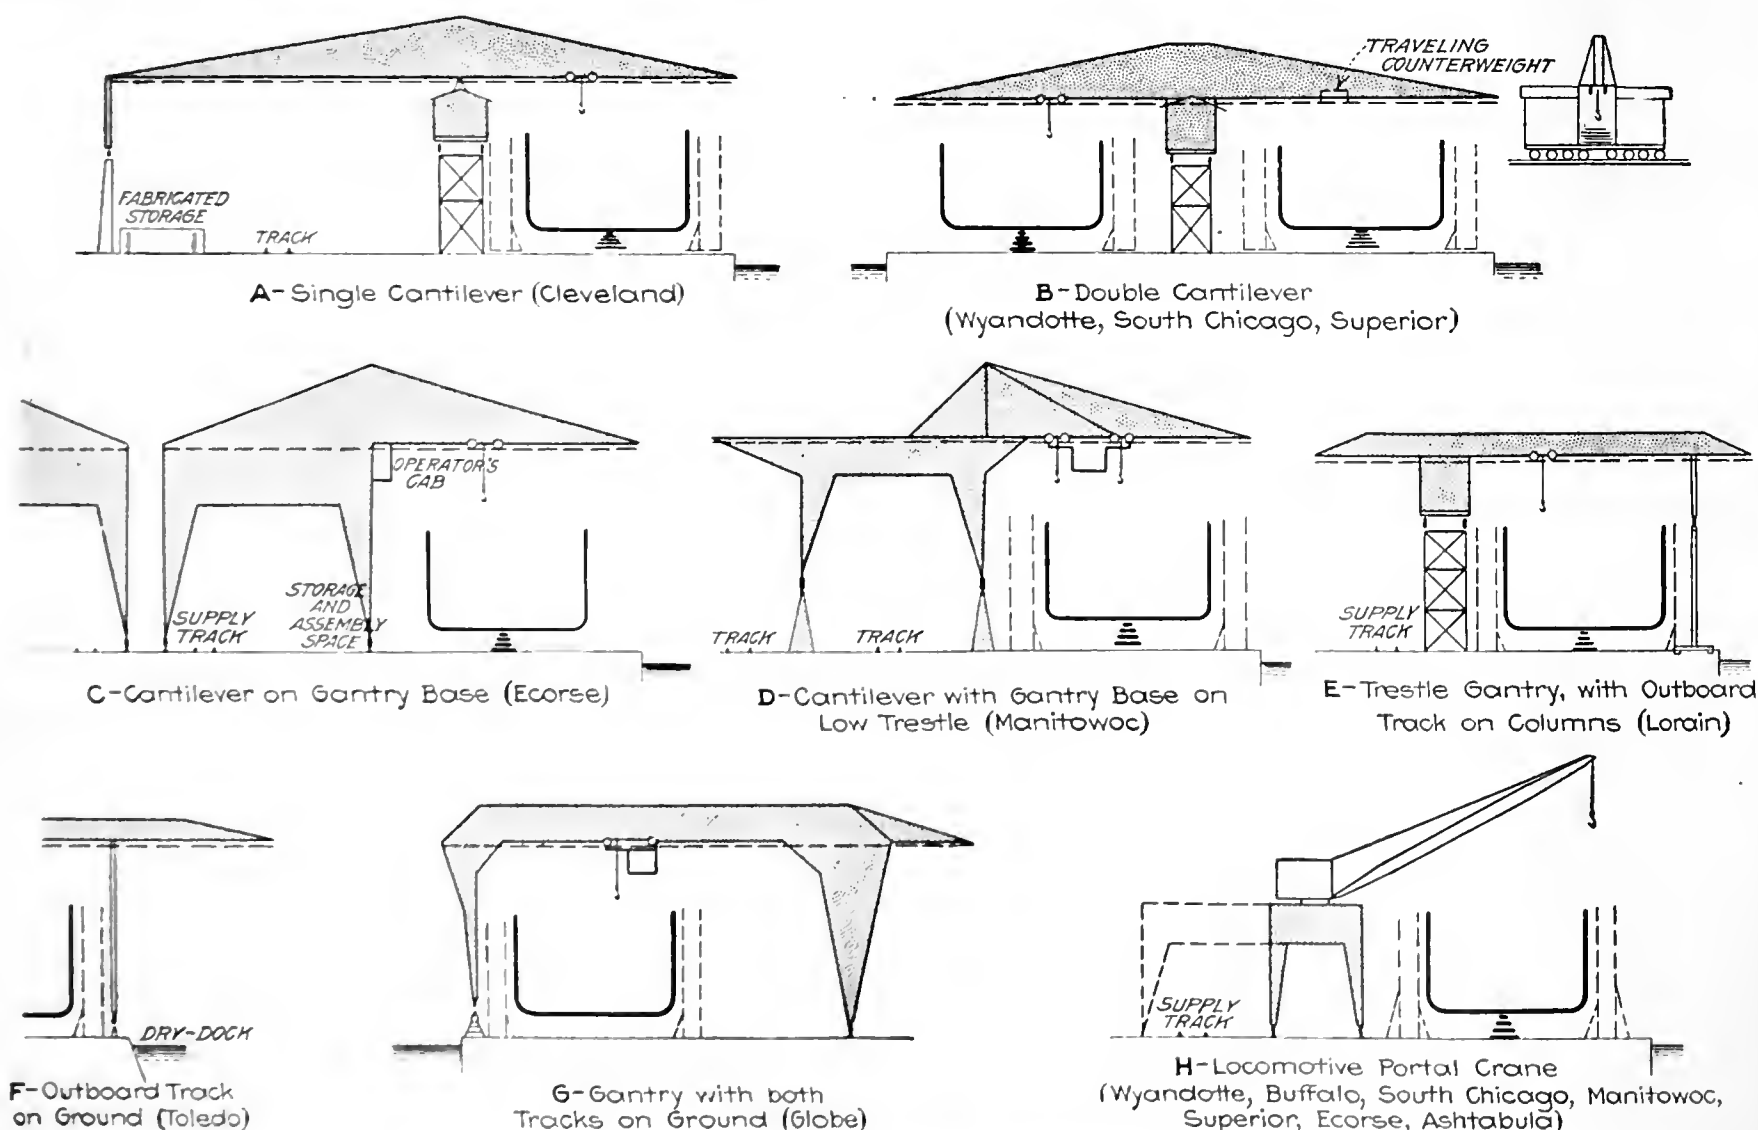 TRAVELING
COUNTERWEIGHT
FABRICATED
STORAGE
TRACK
A-Single Cantilever (Cleveland)
B-Double Cantilever
(Wyandotte, South Chicago, Superior)
OPERATOR'S
CAB
SUPPLY
TRACK
STORAGE
AND
ASSEMBLY
SPACE
C-Cantilever on Gantry Base (Ecorse)
TRACK
TRACK
D-Cantilever with Gantry Base on
Low Trestle (Manitowoc)
SUPPLY
TRACK
E-Trestle Gantry, with Outboard
Track on Columns (Lorain)
DRY-DOCK
F-Outboard Track
on Ground (Toledo)
G-Gantry with both
Tracks on Ground (Globe)
SUPPLY
TRACK
H-Locomotive Portal Crane
(Wyandotte, Buffalo, South Chicago, Manitowoc,
Superior, Ecorse, Ashtabula)